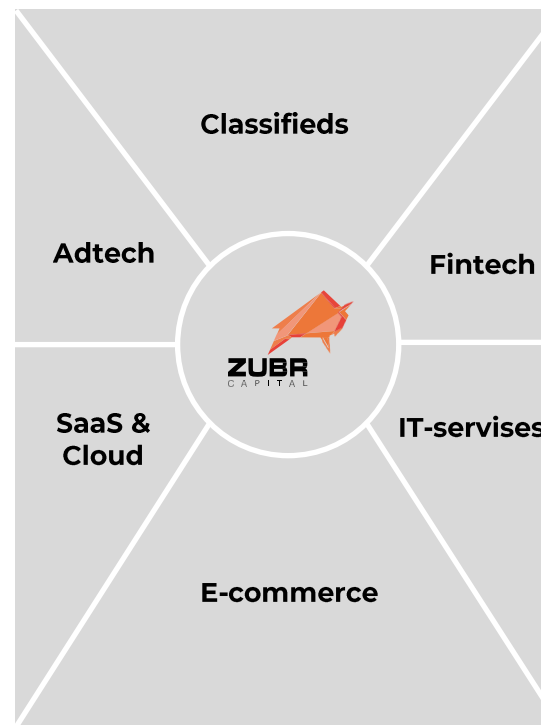 Classifieds
Adtech
Fintech
ZUBR
CAPITAL
SaaS &
Cloud
IT-servises
E-commerce